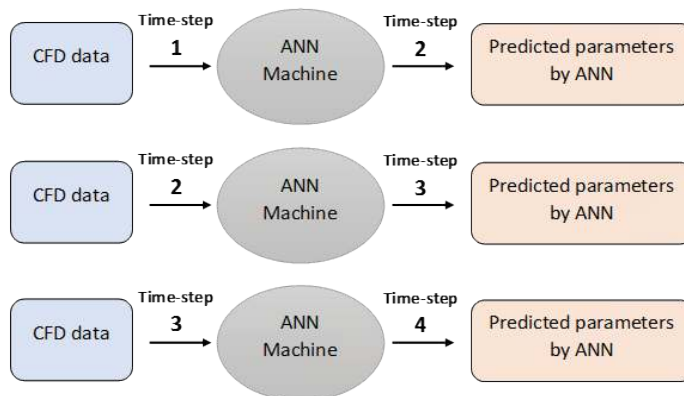 Time-step
1
Time-step
2
CFD data
ANN
Machine
Predicted parameters
by ANN
Time-step
2
Time-step
3
CFD data
ANN
Machine
Predicted parameters
by ANN
Time-step
3
Time-step
4
CFD data
ANN
Machine
Predicted parameters
by ANN